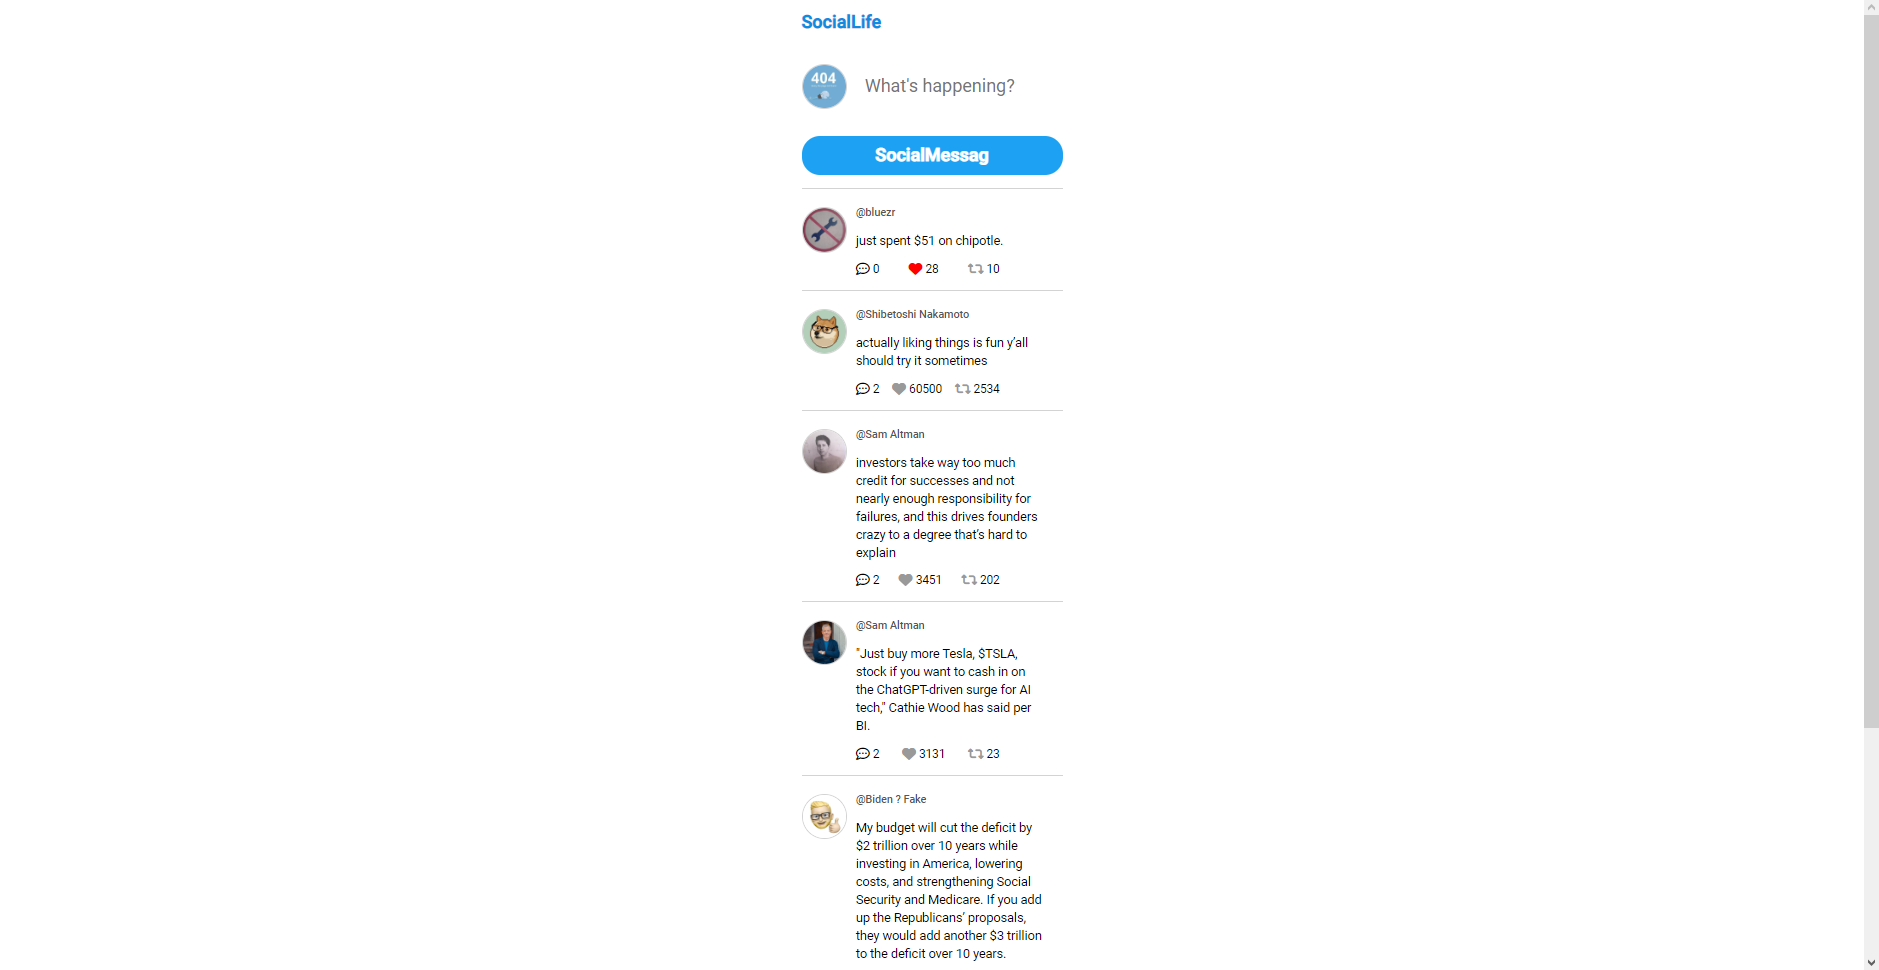 SocialLife
404
What's happening?
SocialMessag
@bluezr
just spent $51 on chipotle.
0 28 10
@Shibetoshi Nakamoto
actually liking things is fun y’all
should try it sometimes
2 60500 2534
@Sam Altman
investors take way too much
credit for successes and not
nearly enough responsibility for
failures, and this drives founders
crazy to a degree that’s hard to
explain
2 3451 202
@Sam Altman
"Just buy more Tesla, $TSLA,
stock if you want to cash in on
the ChatGPT-driven surge for AI
tech," Cathie Wood has said per
BI.
2 3131 23
@Biden ? Fake
My budget will cut the deficit by
$2 trillion over 10 years while
investing in America, lowering
costs, and strengthening Social
Security and Medicare. If you add
up the Republicans’ proposals,
they would add another $3 trillion
to the deficit over 10 years.